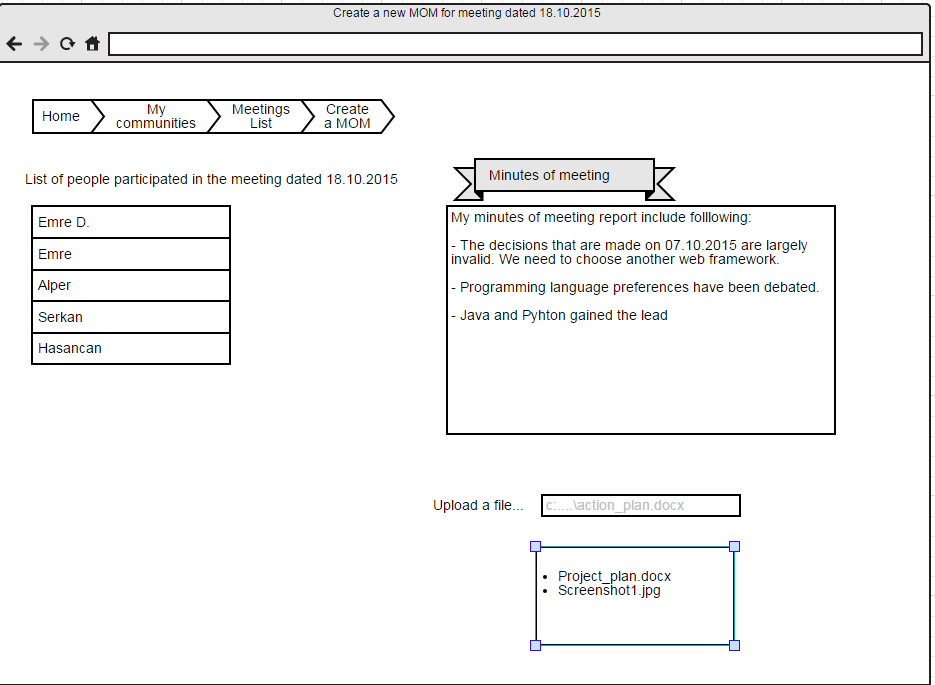 Create a new MOM for meeting dated 18.10.2015
Home
My
communities
Meetings
List
Create
a MOM
List of people participated in the meeting dated 18.10.2015
Emre D.
Emre
Alper
Serkan
Hasancan
Minutes of meeting
My minutes of meeting report include folllowing:
- The decisions that are made on 07.10.2015 are largely
invalid. We need to choose another web framework.
- Programming language preferences have been debated.
- Java and Pyhton gained the lead
Upload a file...
c:....\action_plan.docx
• Project_plan.docx
• Screenshot1.jpg